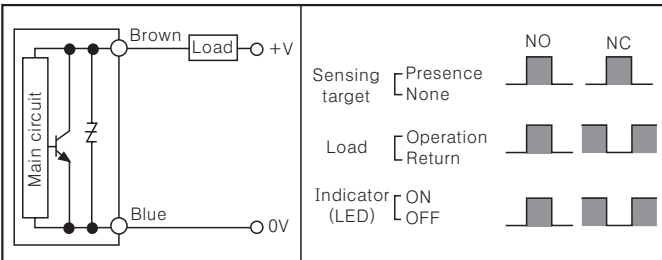 Brown
Load
+V
Main circuit
Blue
0V
NO NC
Sensing target
Presence
None
Load
Operation
Return
Indicator (LED)
ON
OFF